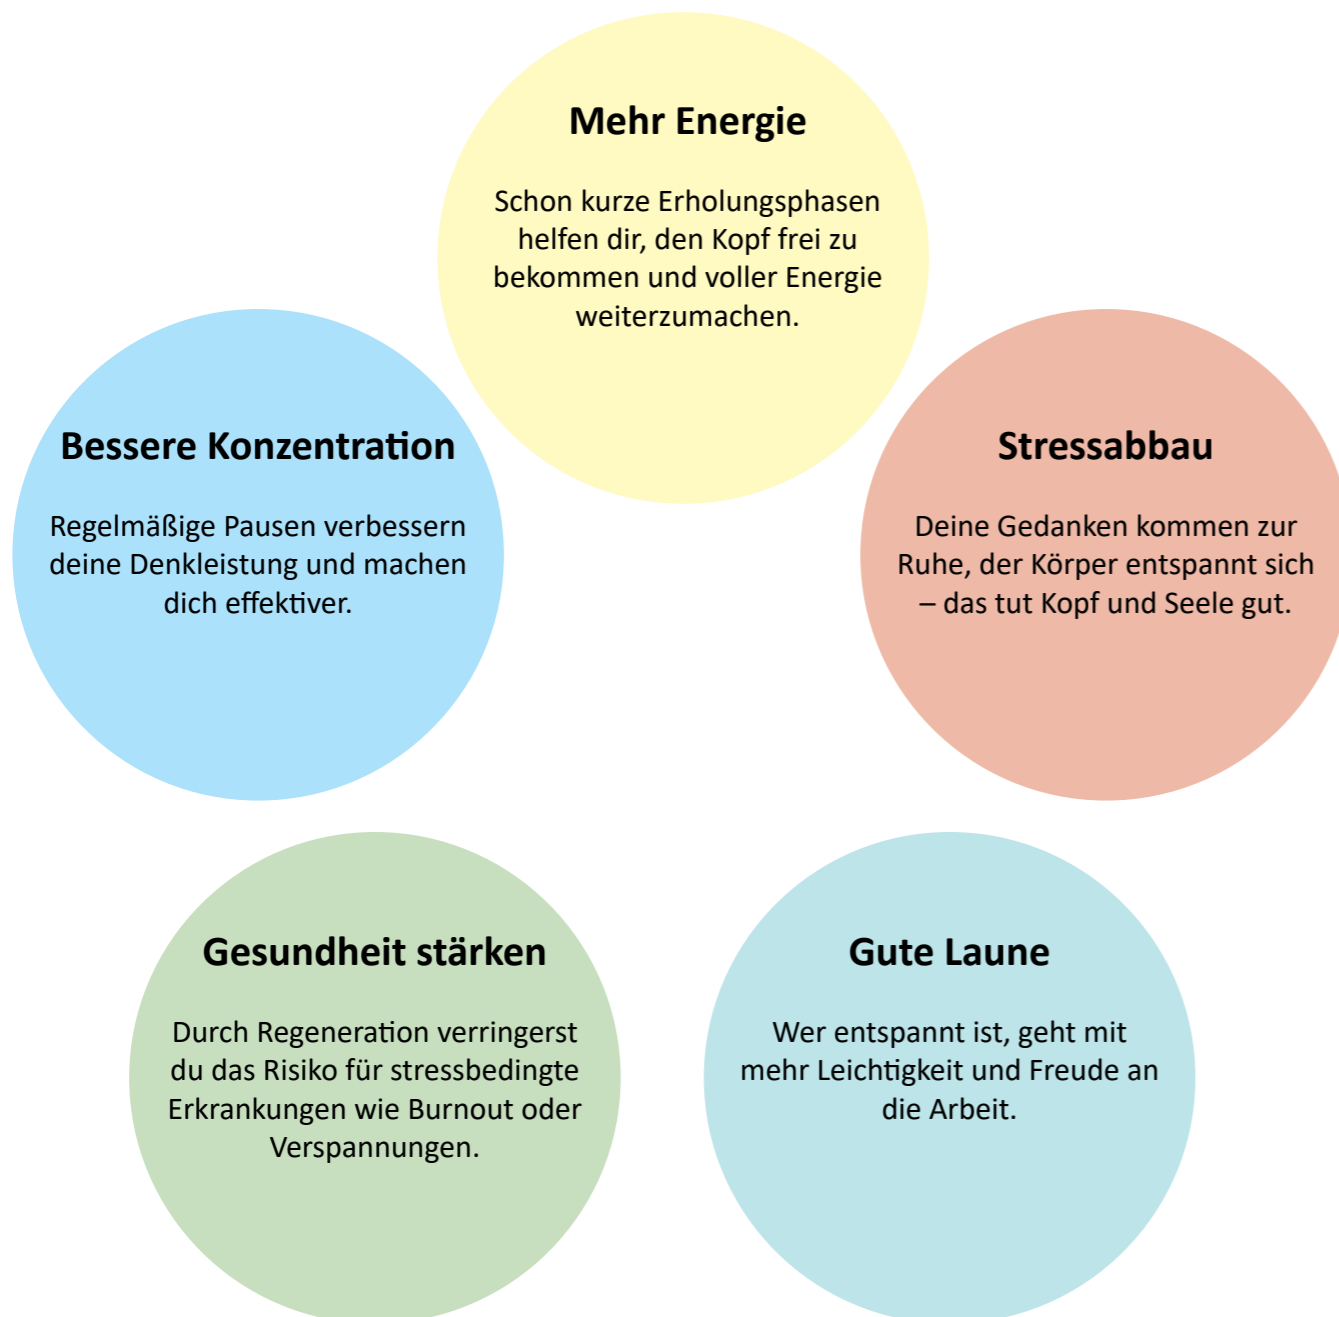 Mehr Energie
Schon kurze Erholungsphasen
helfen dir, den Kopf frei zu
bekommen und voller Energie
weiterzumachen.
Bessere Konzentration
Regelmäßige Pausen verbessern
deine Denkleistung und machen
dich effektiver.
Stressabbau
Deine Gedanken kommen zur
Ruhe, der Körper entspannt sich
– das tut Kopf und Seele gut.
Gesundheit stärken
Durch Regeneration verringerst
du das Risiko für stressbedingte
Erkrankungen wie Burnout oder
Verspannungen.
Gute Laune
Wer entspannt ist, geht mit
mehr Leichtigkeit und Freude an
die Arbeit.